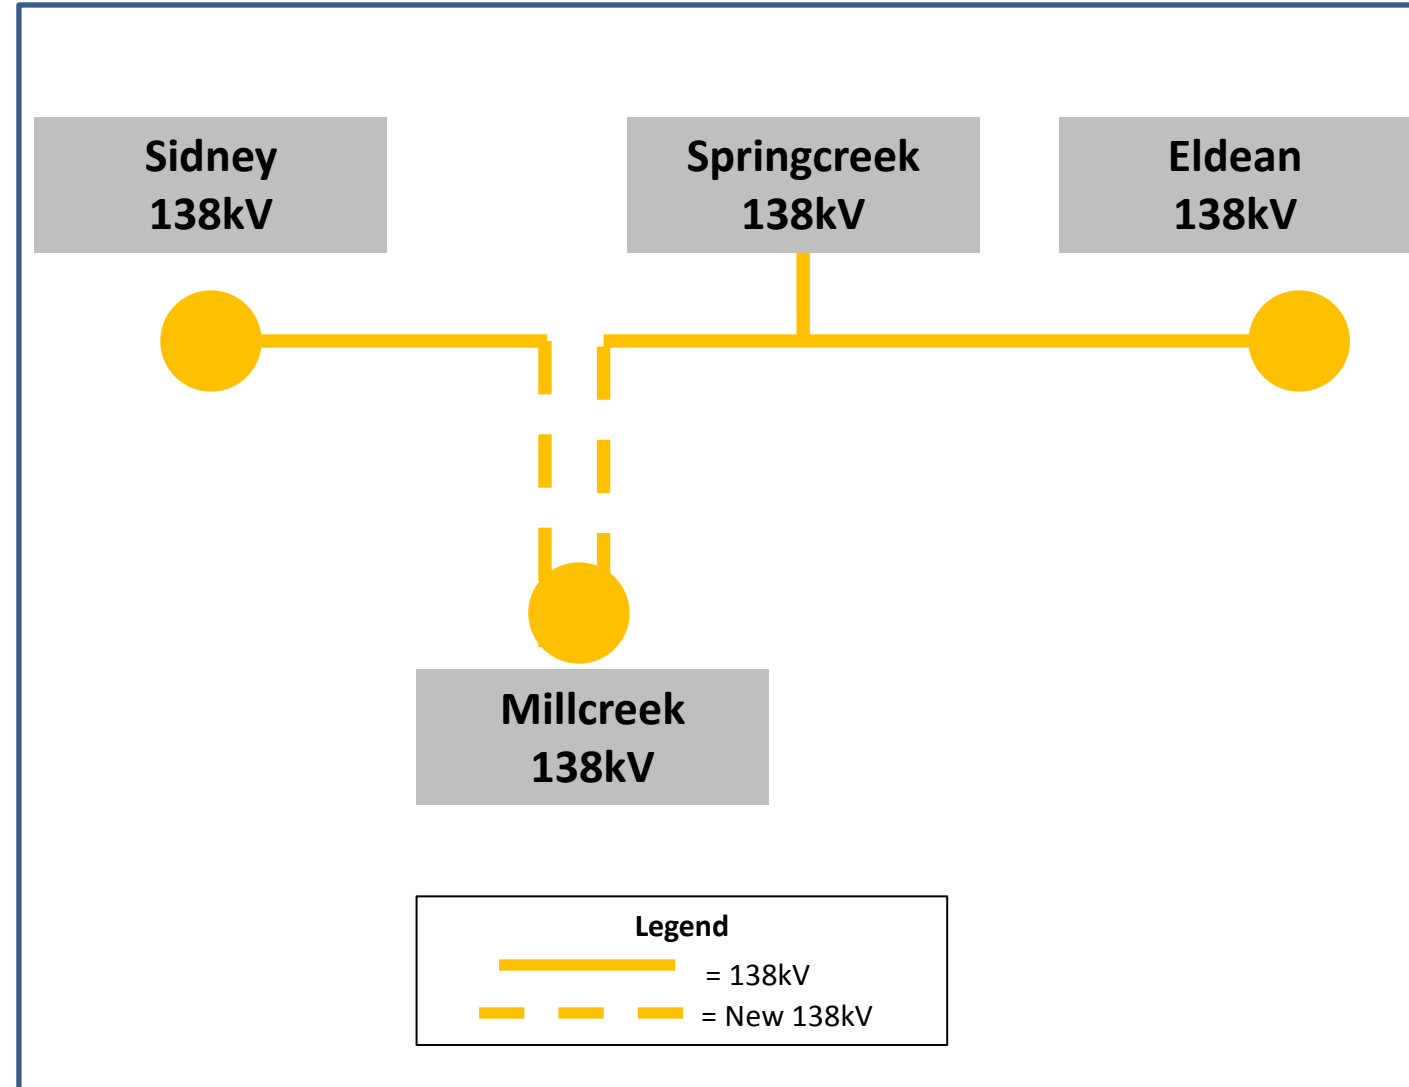 Sidney
138kV
Springcreek
138kV
Eldean
138kV
Millcreek
138kV
Legend
= 138kV
= New 138kV